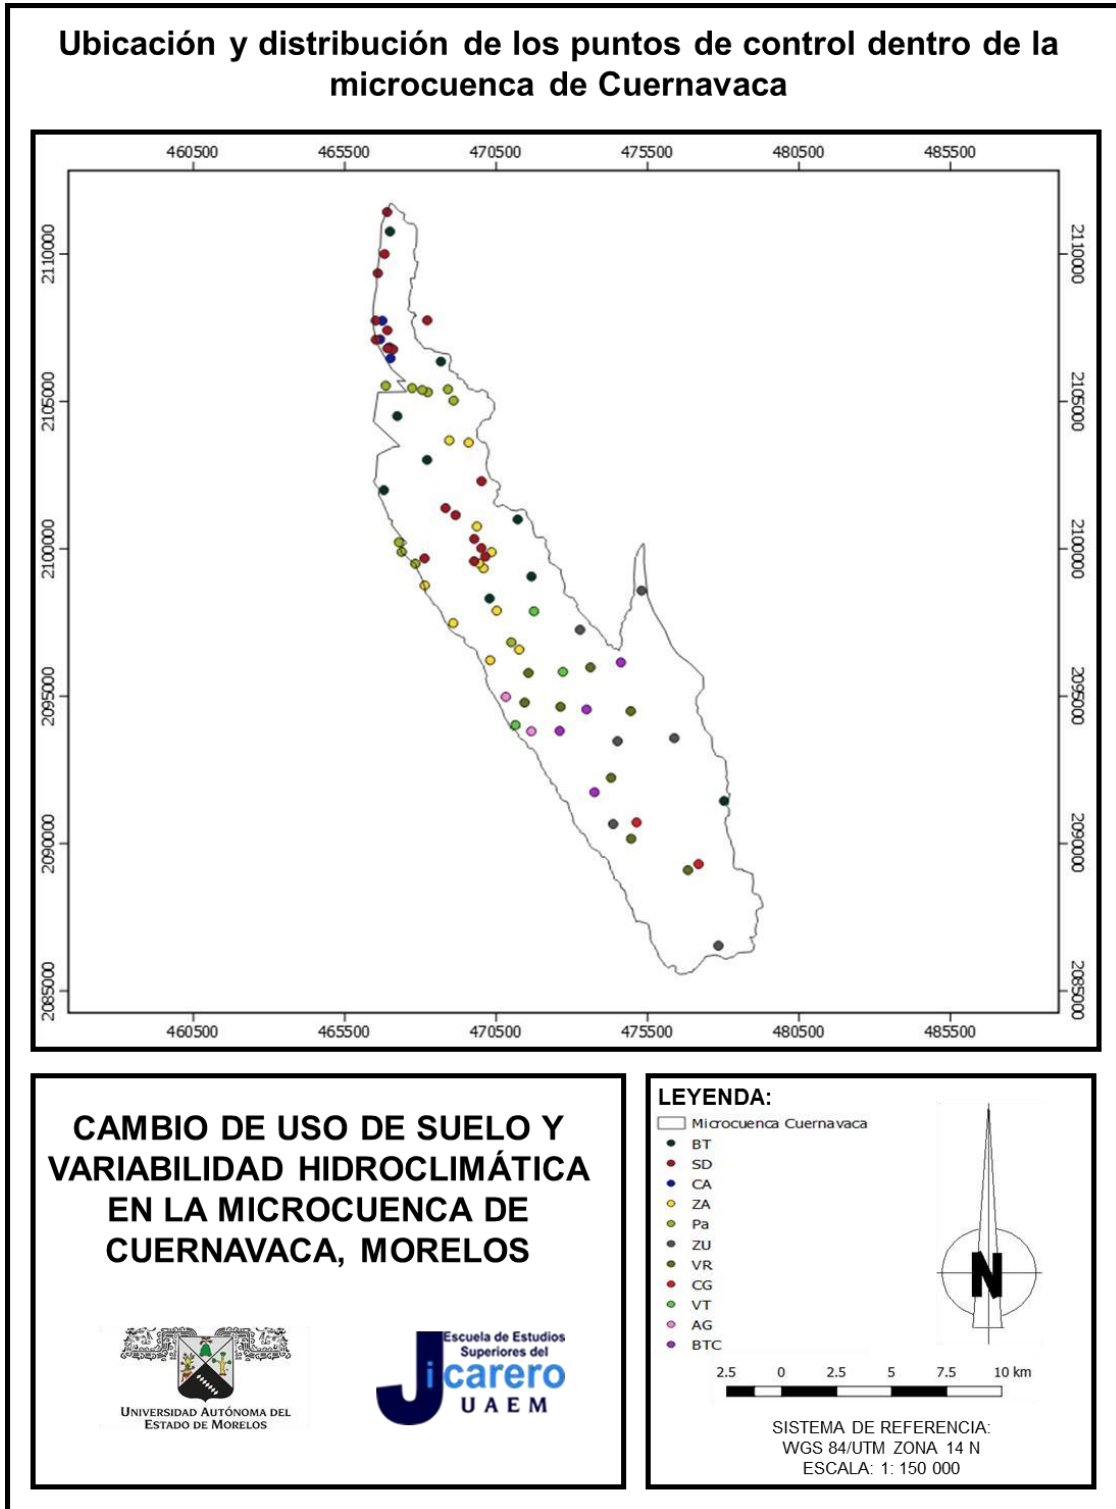 Ubicación y distribución de los puntos de control dentro de la
microcuenca de Cuernavaca
460500 465500 470500 475500 480500 485500
2110000 2110000
2105000 2105000
2100000 2100000
2095000 2095000
2090000 2090000
2085000 2085000
460500 465500 470500 475500 480500 485500
CAMBIO DE USO DE SUELO Y
VARIABILIDAD HIDROCLIMÁTICA
EN LA MICROCUENCA DE
CUERNAVACA, MORELOS
UNIVERSIDAD AUTÓNOMA DEL
ESTADO DE MORELOS
Escuela de Estudios
Superiores del
Jicarero
UAEM
LEYENDA:
Microcuenca Cuernavaca
BT
SD
CA
ZA
Pa
ZU
VR
CG
VT
AG
BTC
N
2.5 0 2.5 5 7.5 10 km
SISTEMA DE REFERENCIA:
WGS 84/UTM ZONA 14 N
ESCALA: 1: 150 000